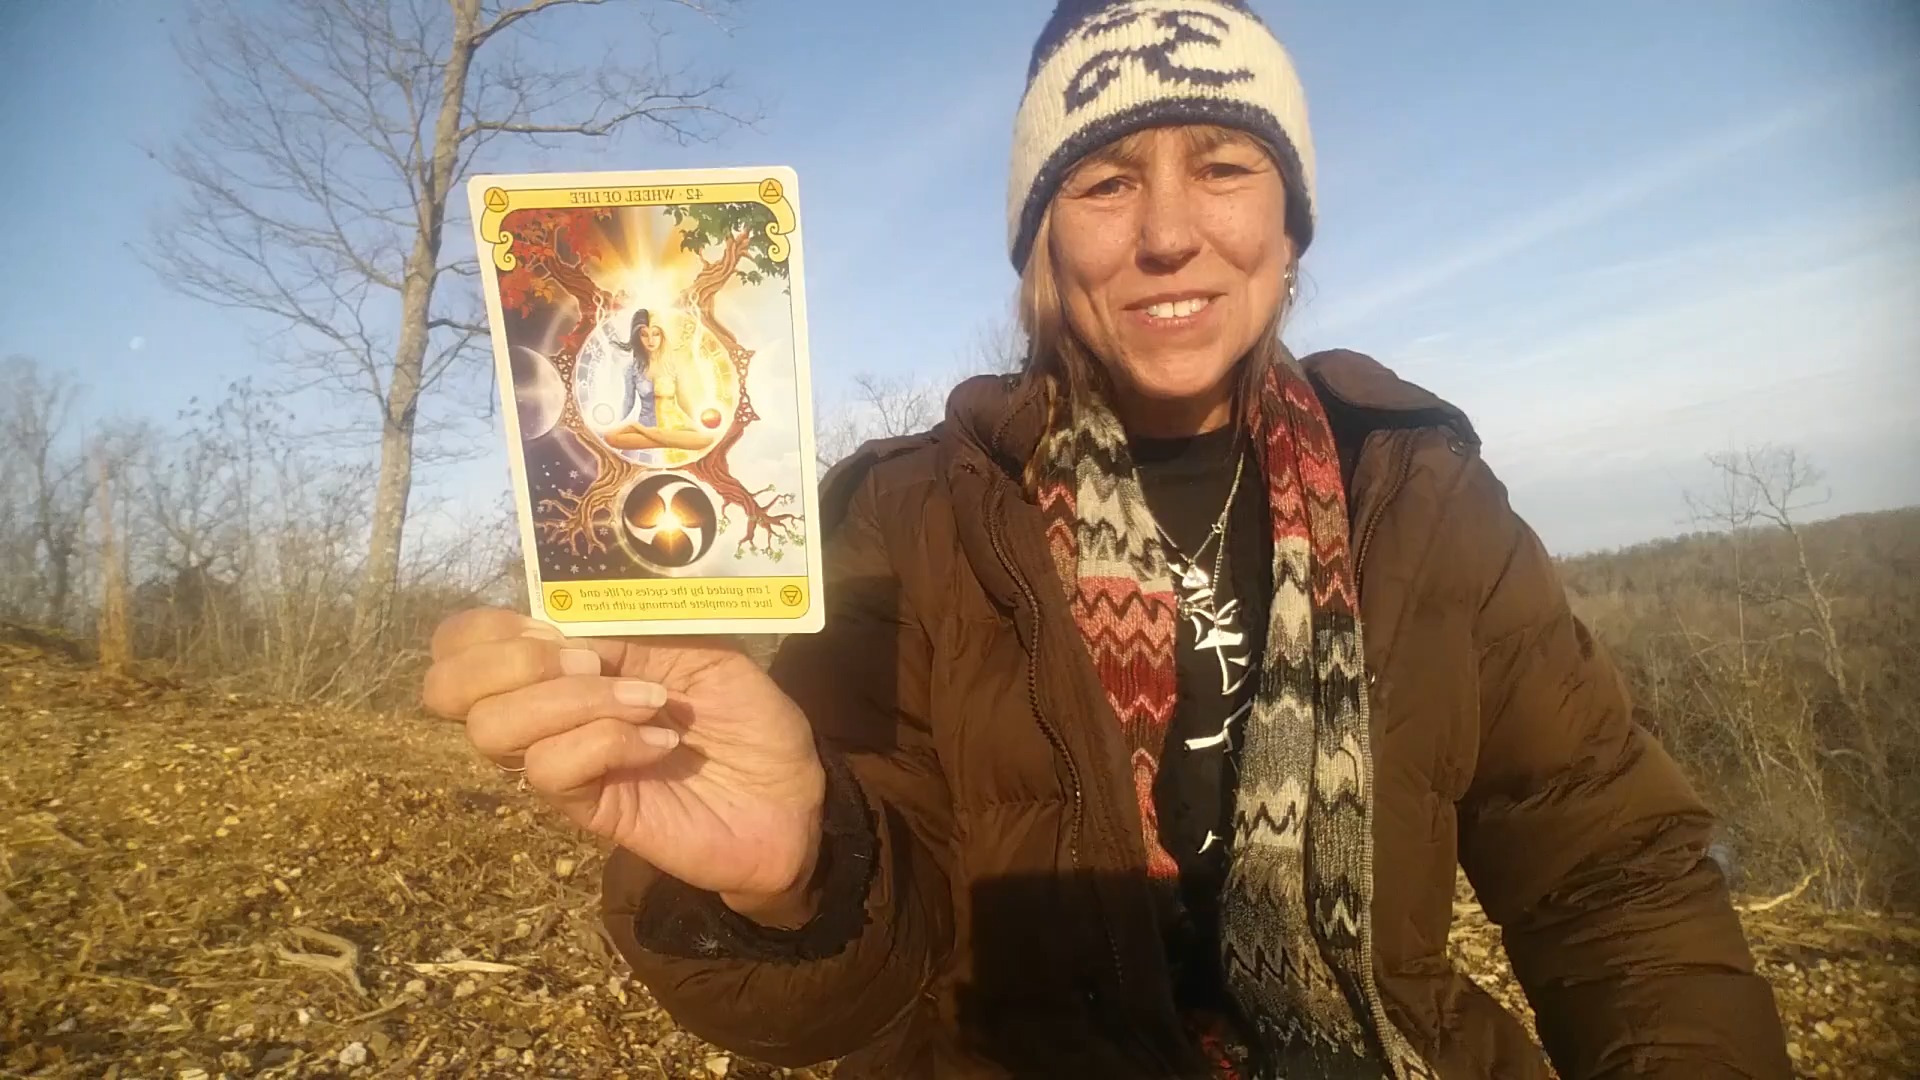 42 · WHEEL OF LIFE
I am guided by the cycles of life and
live in complete harmony with them